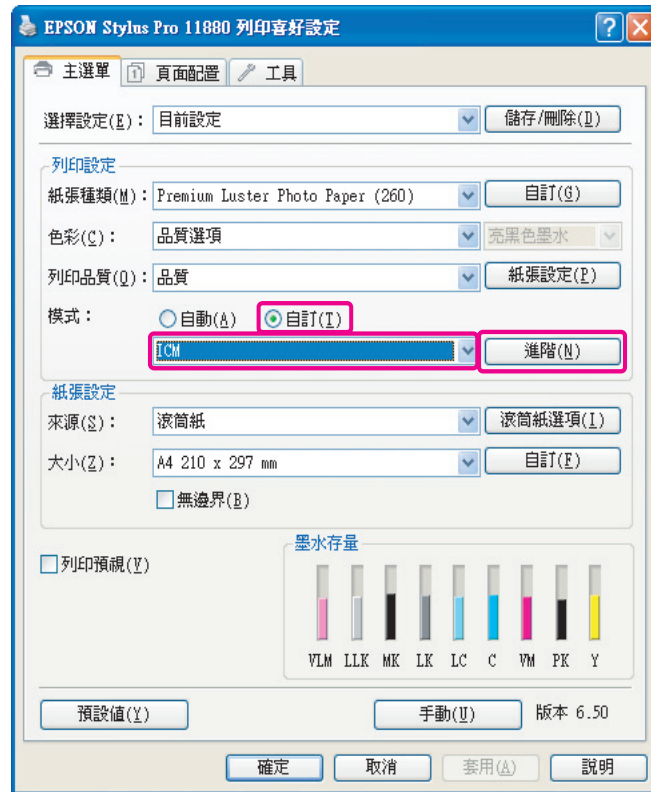 EPSON Stylus Pro 11880 列印喜好設定
主選單 頁面配置 工具
選擇設定(E): 目前設定 儲存/刪除(D)
列印設定
紙張種類(M): Premium Luster Photo Paper (260) 自訂(G)
色彩(C): 品質選項 亮黑色墨水
列印品質(Q): 品質 紙張設定(P)
模式: 自動(A) 自訂(T)
ICM 進階(N)
紙張設定
來源(S): 滾筒紙 滾筒紙選項(I)
大小(Z): A4 210 x 297 mm 自訂(F)
無邊界(B)
墨水存量
列印預視(V)
VLM LLK MK LK LC C VM PK Y
預設值(Y) 手動(U) 版本 6.50
確定 取消 套用(A) 說明